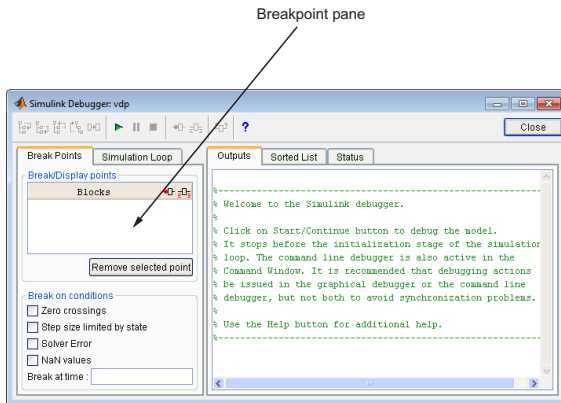 Breakpoint pane
Simulink Debugger: vdp
?
Close
Break Points
Simulation Loop
Outputs
Sorted List
Status
Break/Display points
Blocks
Remove selected point
Break on conditions
Zero crossings
Step size limited by state
Solver Error
NaN values
Break at time :
%----------------------------------------------------------------
% Welcome to the Simulink debugger.
%
% Click on Start/Continue button to debug the model.
% It stops before the initialization stage of the simulation
% loop. The command line debugger is also active in the
% Command Window. It is recommended that debugging actions
% be issued in the graphical debugger or the command line
% debugger, but not both to avoid synchronization problems.
%
% Use the Help button for additional help.
%----------------------------------------------------------------